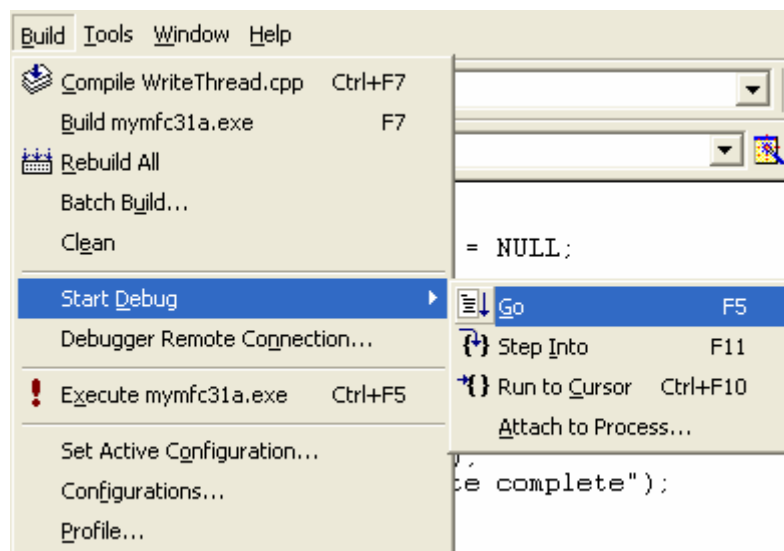 Build Tools Window Help
Compile WriteThread.cpp Ctrl+F7
Build mymfc31a.exe F7
Rebuild All
Batch Build...
Clean
= NULL;
Start Debug
Go F5
Debugger Remote Connection...
Step Into F11
Execute mymfc31a.exe Ctrl+F5
Run to Cursor Ctrl+F10
Attach to Process...
Set Active Configuration...
complete");
Configurations...
Profile...